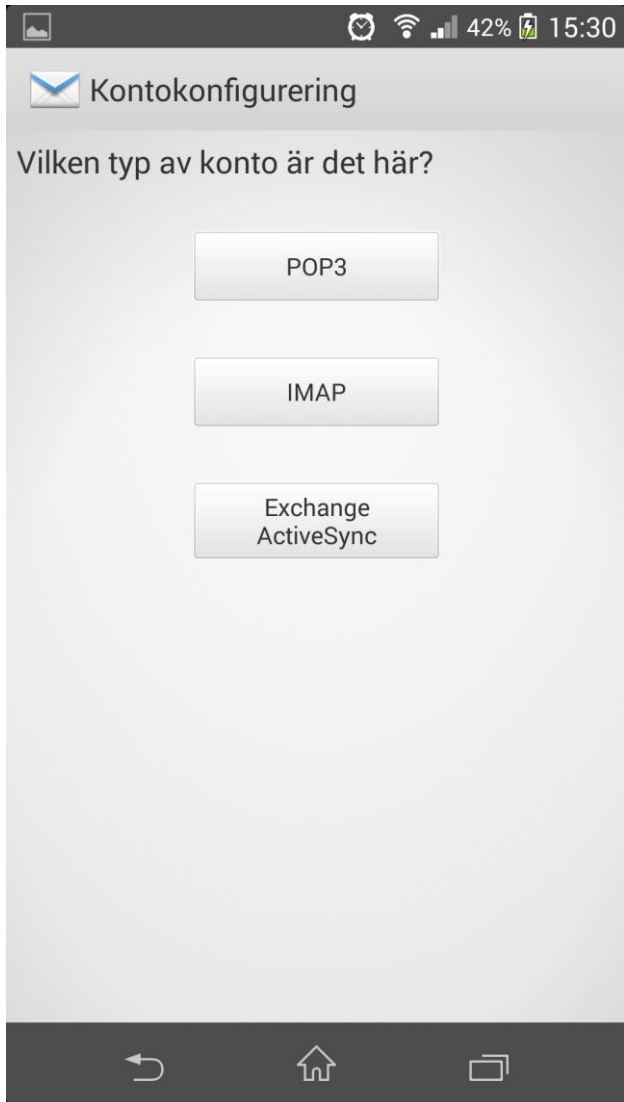 42% 15:30
Kontokonfigurering
Vilken typ av konto är det här?
POP3
IMAP
Exchange
ActiveSync